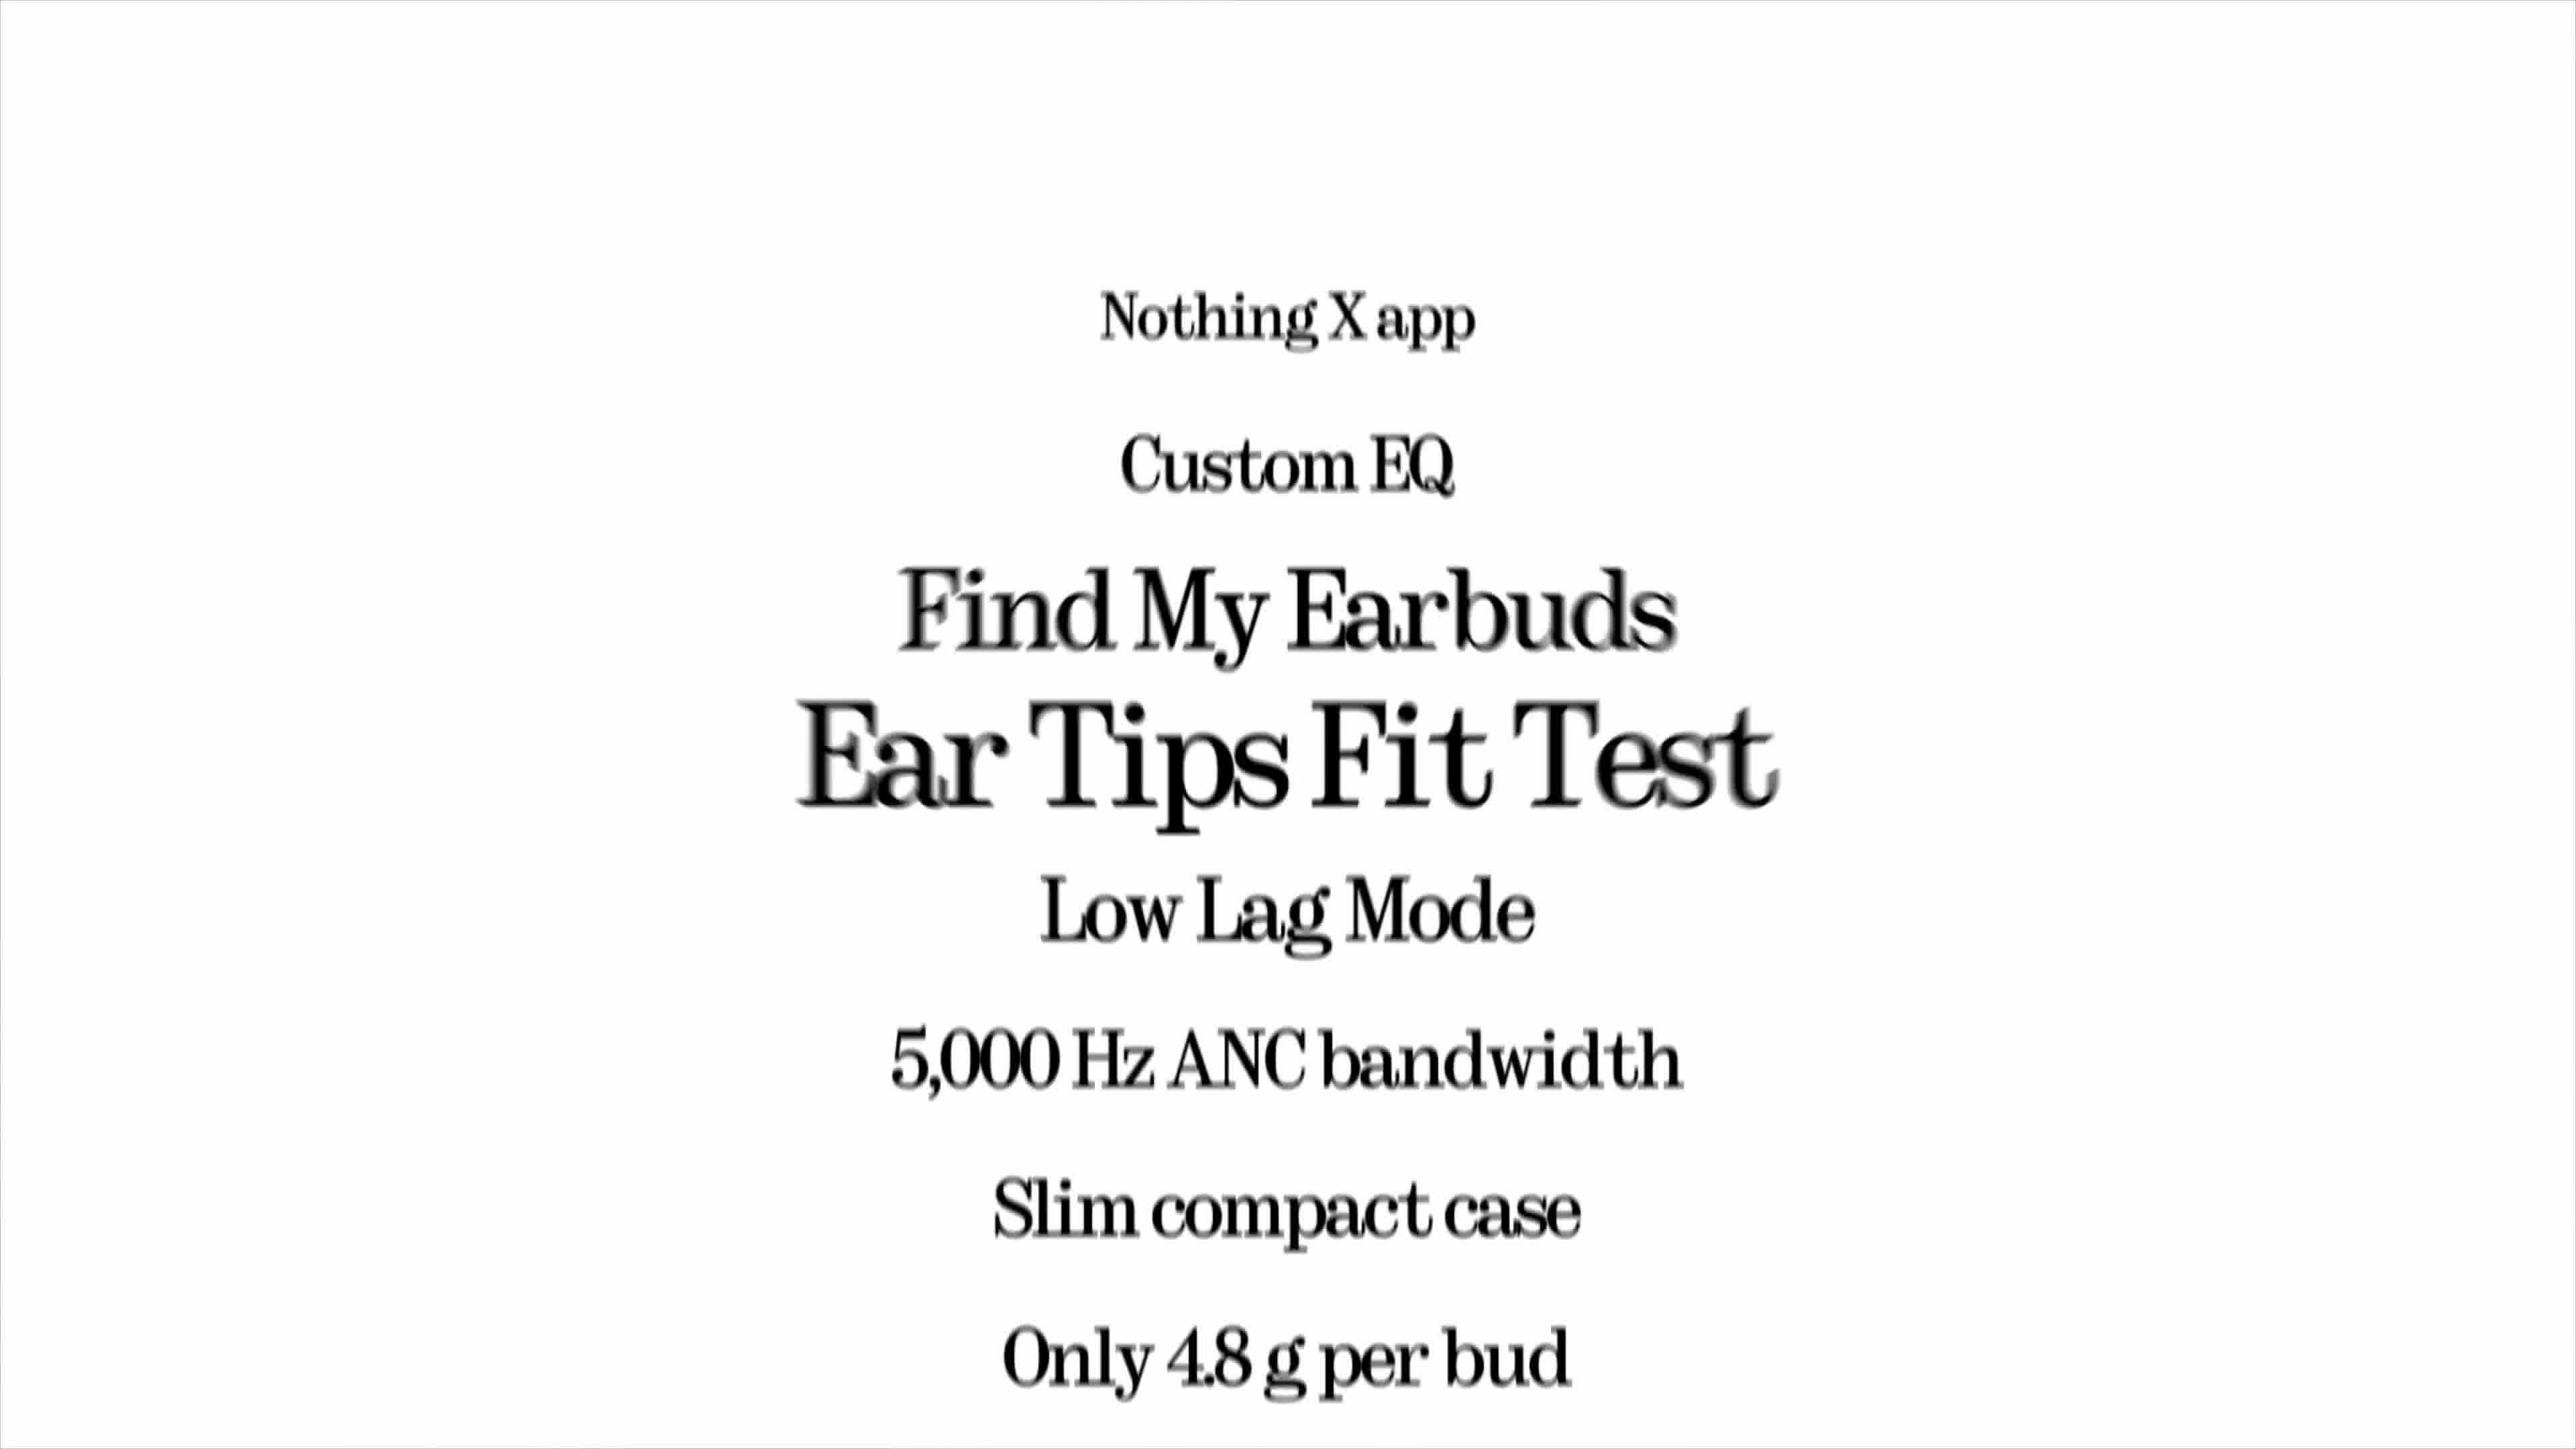 Nothing X app
Custom EQ
Find My Earbuds
Ear Tips Fit Test
Low Lag Mode
5,000 Hz ANC bandwidth
Slim compact case
Only 4.8 g per bud